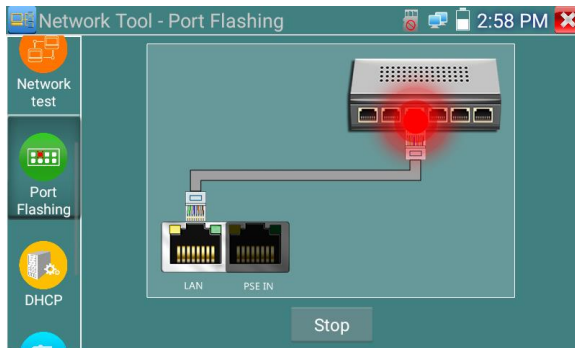 Network Tool - Port Flashing
2:58 PM
Network
test
Port
Flashing
DHCP
LAN
PSE IN
Stop